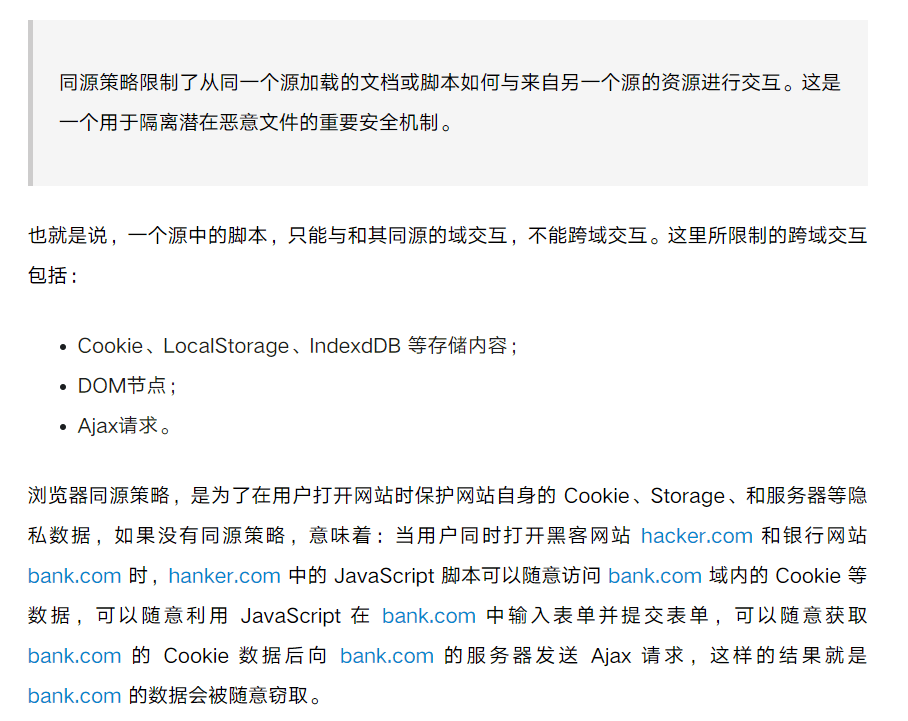 同源策略限制了从同一个源加载的文档或脚本如何与来自另一个源的资源进行交互。这是
一个用于隔离潜在恶意文件的重要安全机制。
也就是说，一个源中的脚本，只能与和其同源的域交互，不能跨域交互。这里所限制的跨域交互
包括：
• Cookie、LocalStorage、IndexdDB 等存储内容；
• DOM节点；
• Ajax请求。
浏览器同源策略，是为了在用户打开网站时保护网站自身的 Cookie、Storage、和服务器等隐
私数据，如果没有同源策略，意味着：当用户同时打开黑客网站 hacker.com 和银行网站
bank.com 时，hanker.com 中的 JavaScript 脚本可以随意访问 bank.com 域内的 Cookie 等
数据，可以随意利用 JavaScript 在 bank.com 中输入表单并提交表单，可以随意获取
bank.com 的 Cookie 数据后向 bank.com 的服务器发送 Ajax 请求，这样的结果就是
bank.com 的数据会被随意窃取。